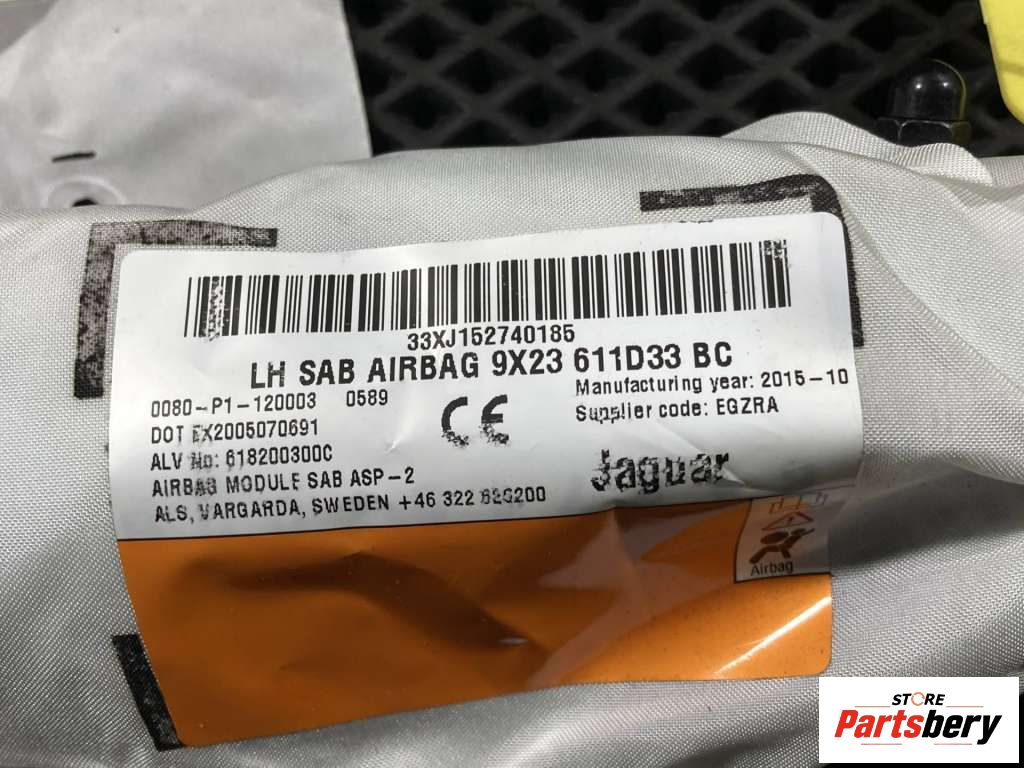 33XJ152740185
LH SAB AIRBAG 9X23 611D33 BC
0080-P1-120003 0589
Manufacturing year: 2015-10
DOT EX2005070691
CE
Supplier code: EGZRA
ALV No: 618200300C
Jaguar
AIRBAG MODULE SAB ASP-2
ALS, VARGARDA, SWEDEN +46 322
Airbag
STORE
Partsbery